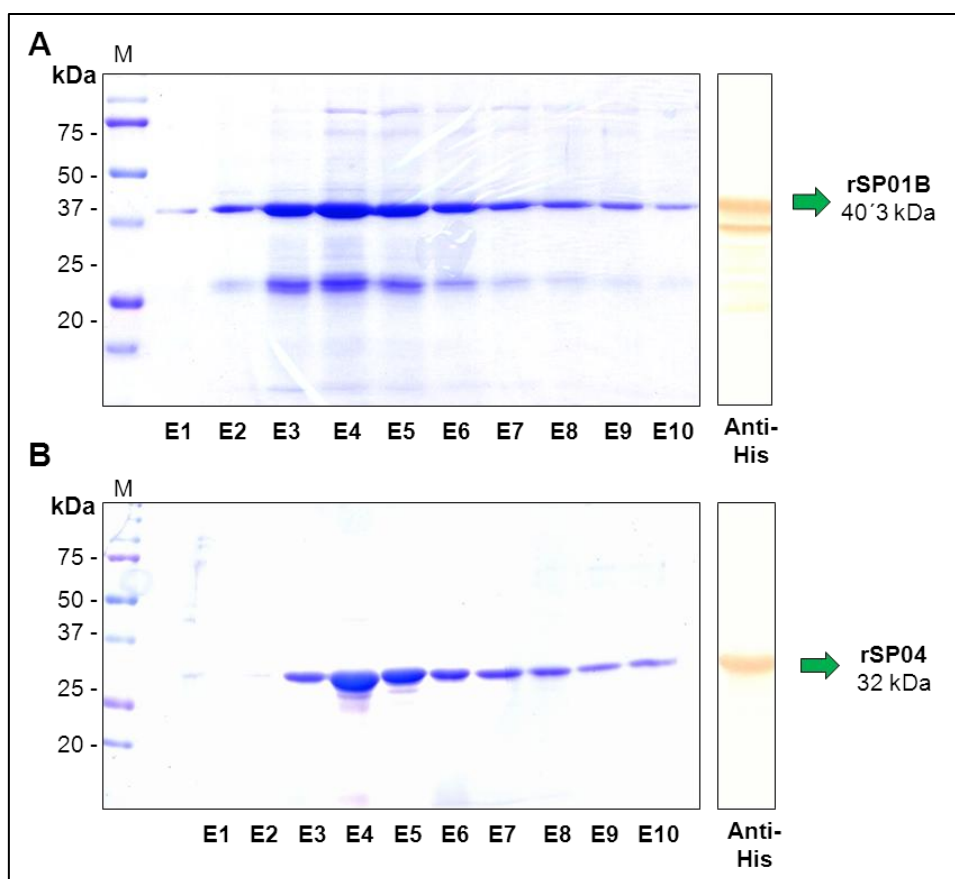 A
M
kDa
75 -
50 -
37 -
25 -
20 -
rSP01B
40´3 kDa
E1 E2 E3 E4 E5 E6 E7 E8 E9 E10
Anti-
His
B
M
kDa
75 -
50 -
37 -
25 -
20 -
rSP04
32 kDa
E1 E2 E3 E4 E5 E6 E7 E8 E9 E10
Anti-
His